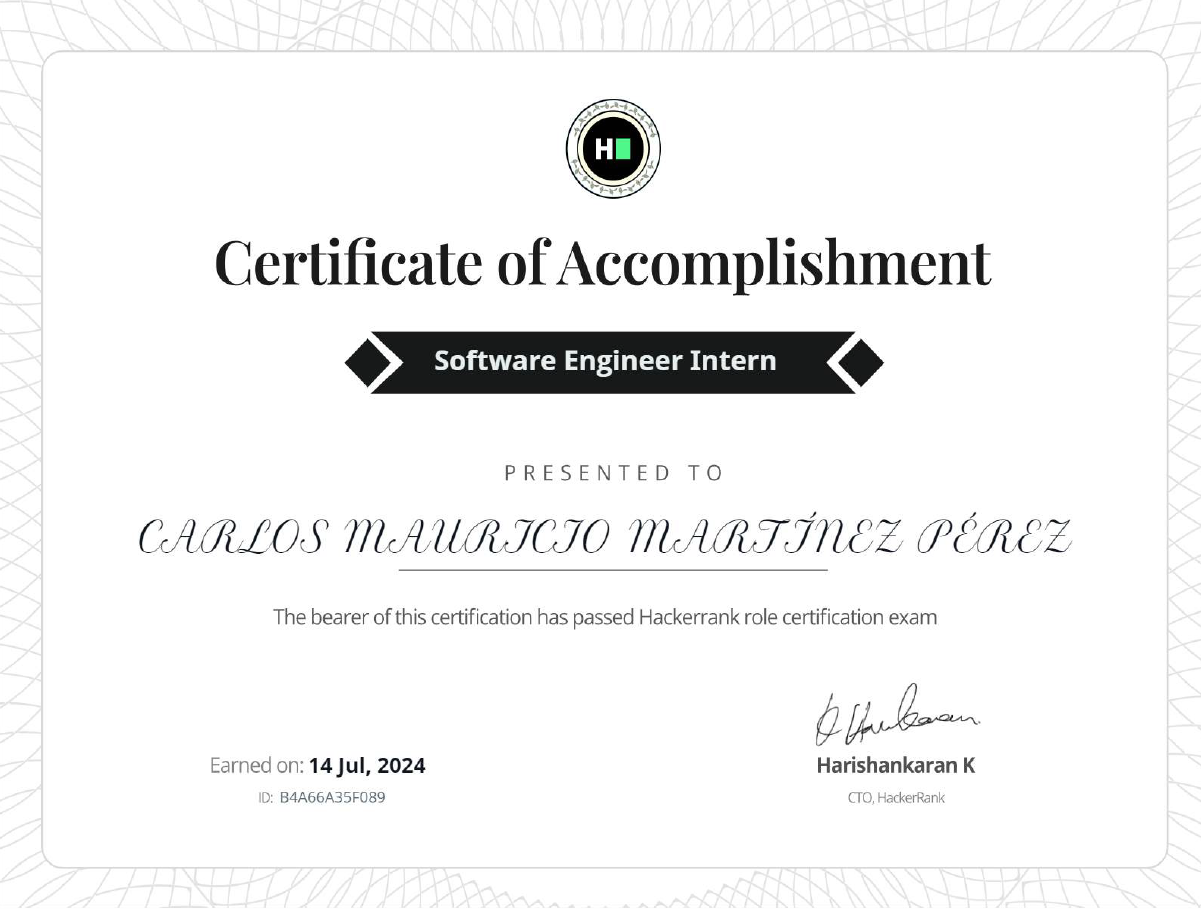 H
Certificate of Accomplishment
Software Engineer Intern
PRESENTED TO
CARLOS MAURICIO MARTÍNEZ PÉREZ
The bearer of this certification has passed Hackerrank role certification exam
Harishankaran K
Earned on: 14 Jul, 2024
ID: B4A66A35F089
CTO, HackerRank